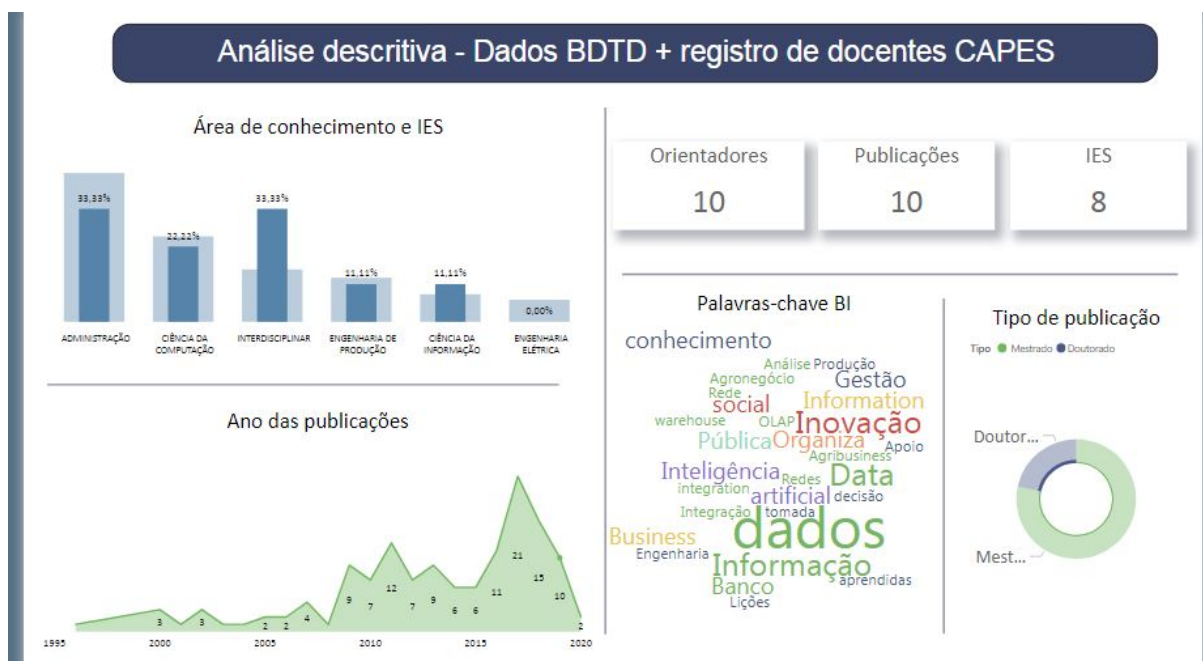 Análise descritiva - Dados BDTD + registro de docentes CAPES
Área de conhecimento e IES
33,33%
22,22%
33,33%
11,11%
11,11%
0,00%
ADMINISTRAÇÃO
CIÊNCIA DA
COMPUTAÇÃO
INTERDISCIPLINAR
ENGENHARIA DE
PRODUÇÃO
CIÊNCIA DA
INFORMAÇÃO
ENGENHARIA
ELÉTRICA
Ano das publicações
3
3
2
2
4
9
7
12
7
9
6
6
11
21
15
10
2
1995
2000
2005
2010
2015
2020
Orientadores
10
Publicações
10
IES
8
Palavras-chave BI
conhecimento
Análise
Produção
Agronegócio
Gestão
Rede
social
Information
warehouse
OLAP
Inovação
Pública
Organiza
Apoio
Agribusiness
Inteligência
Redes
Data
integration
artificial
decisão
Integração
tomada
dados
Business
Engenharia
Informação
Banco
aprendidas
Lições
Tipo de publicação
Tipo
Mestrado
Doutorado
Doutor...
Mest...